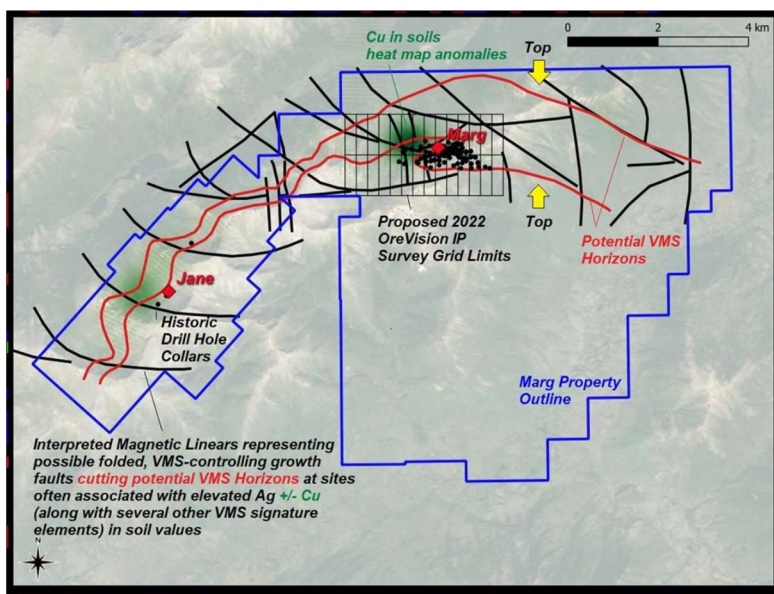 0 2 4 km
Cu in soils
heat map anomalies
Top
Marg
Proposed 2022
OreVision IP
Survey Grid Limits
Top
Potential VMS
Horizons
Jane
Historic
Drill Hole
Collars
Marg Property
Outline
Interpreted Magnetic Linears representing
possible folded, VMS-controlling growth
faults cutting potential VMS Horizons at sites
often associated with elevated Ag +/- Cu
(along with several other VMS signature
elements) in soil values
N